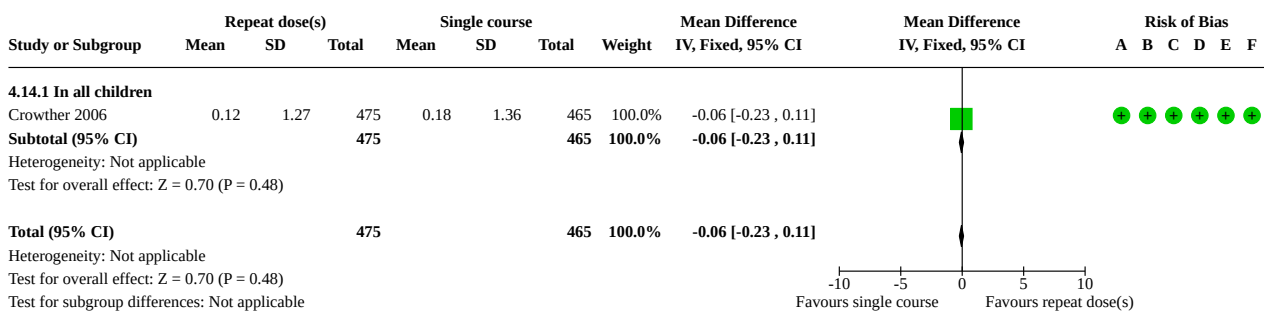 Repeat dose(s) Single course Mean Difference Mean Difference Risk of Bias
Study or Subgroup Mean SD Total Mean SD Total Weight IV, Fixed, 95% CI IV, Fixed, 95% CI A B C D E F
4.14.1 In all children
Crowther 2006 0.12 1.27 475 0.18 1.36 465 100.0% -0.06 [-0.23 , 0.11] + + + + + +
Subtotal (95% CI) 475 465 100.0% -0.06 [-0.23 , 0.11]
Heterogeneity: Not applicable
Test for overall effect: Z = 0.70 (P = 0.48)
Total (95% CI) 475 465 100.0% -0.06 [-0.23 , 0.11]
Heterogeneity: Not applicable
Test for overall effect: Z = 0.70 (P = 0.48) -10 -5 0 5 10
Test for subgroup differences: Not applicable Favours single course Favours repeat dose(s)